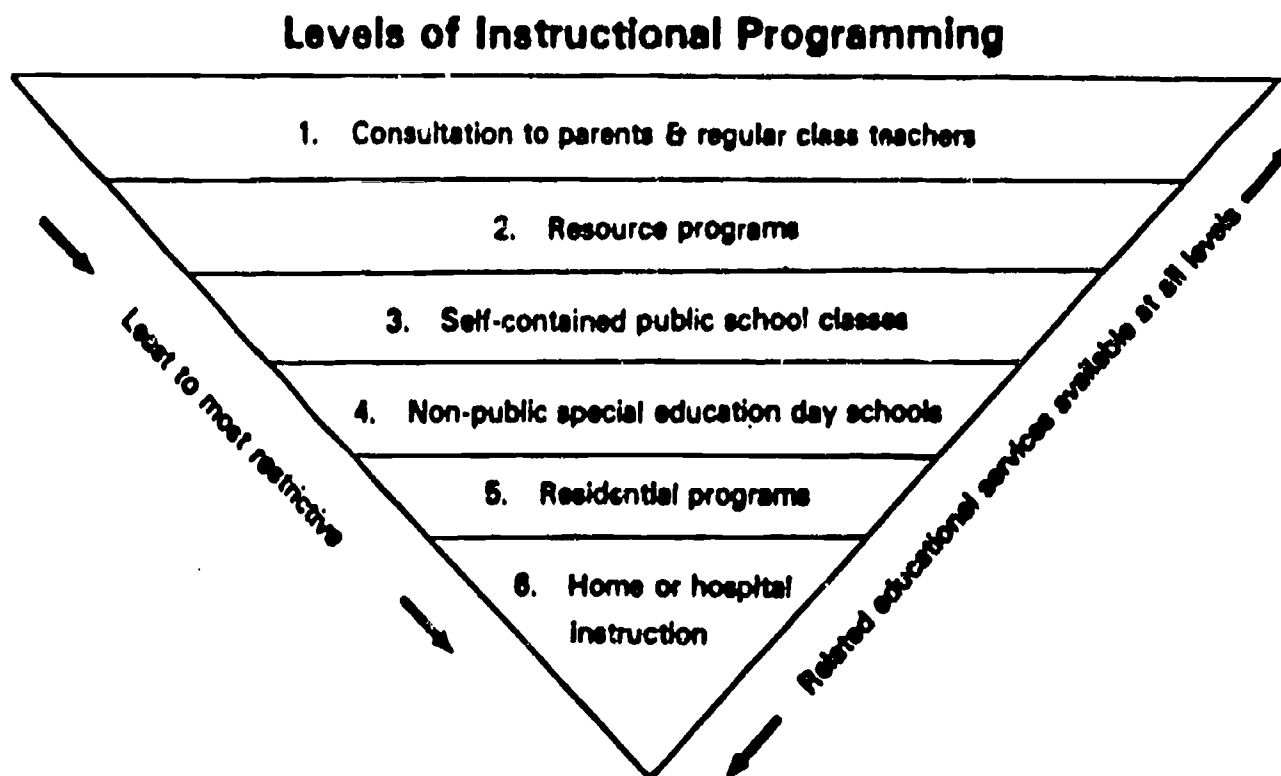 Levels of Instructional Programming
1. Consultation to parents & regular class teachers
2. Resource programs
3. Self-contained public school classes
4. Non-public special education day schools
5. Residential programs
6. Home or hospital
instruction
Least to most restrictive
Related educational services available at all levels